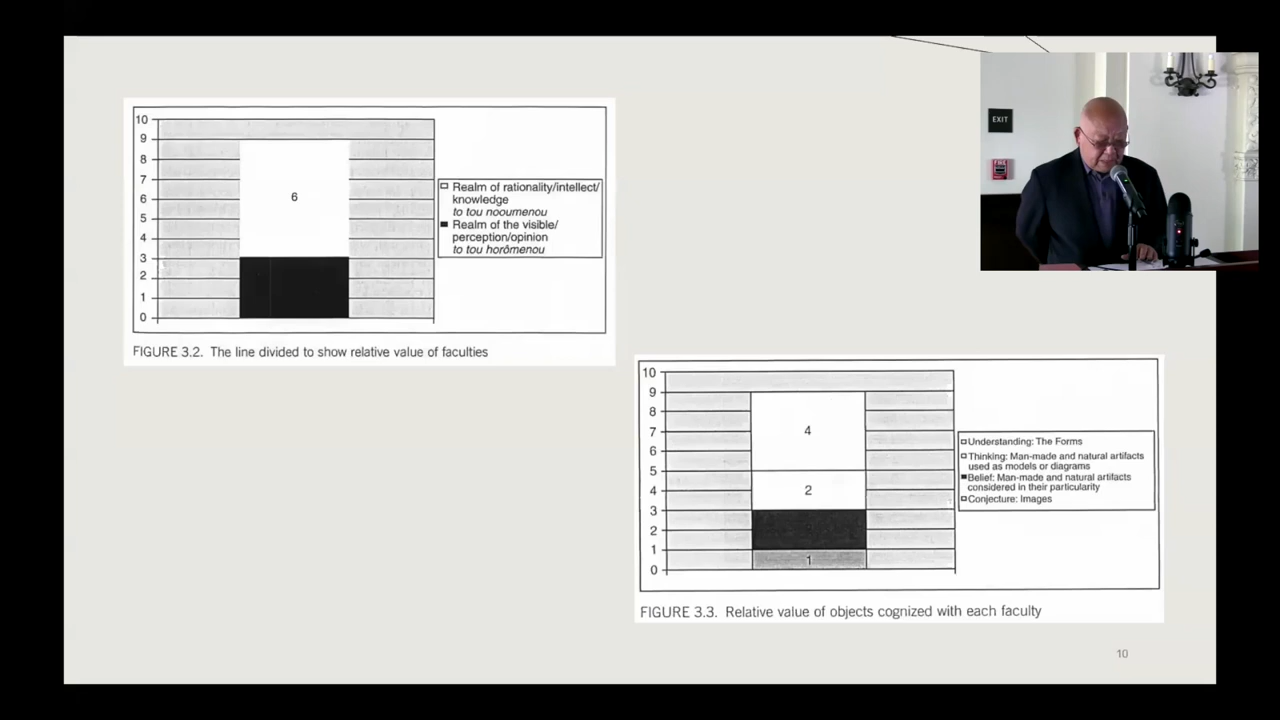 10
9
8
7
6
5
4
3
2
1
0
6
Realm of rationality/intellect/
knowledge
to tou nooumenou
Realm of the visible/
perception/opinion
to tou horômenou
FIGURE 3.2. The line divided to show relative value of faculties
EXIT
FIRE
10
9
8
7
6
5
4
3
2
1
0
4
2
1
Understanding: The Forms
Thinking: Man-made and natural artifacts
used as models or diagrams
Belief: Man-made and natural artifacts
considered in their particularity
Conjecture: Images
FIGURE 3.3. Relative value of objects cognized with each faculty
10